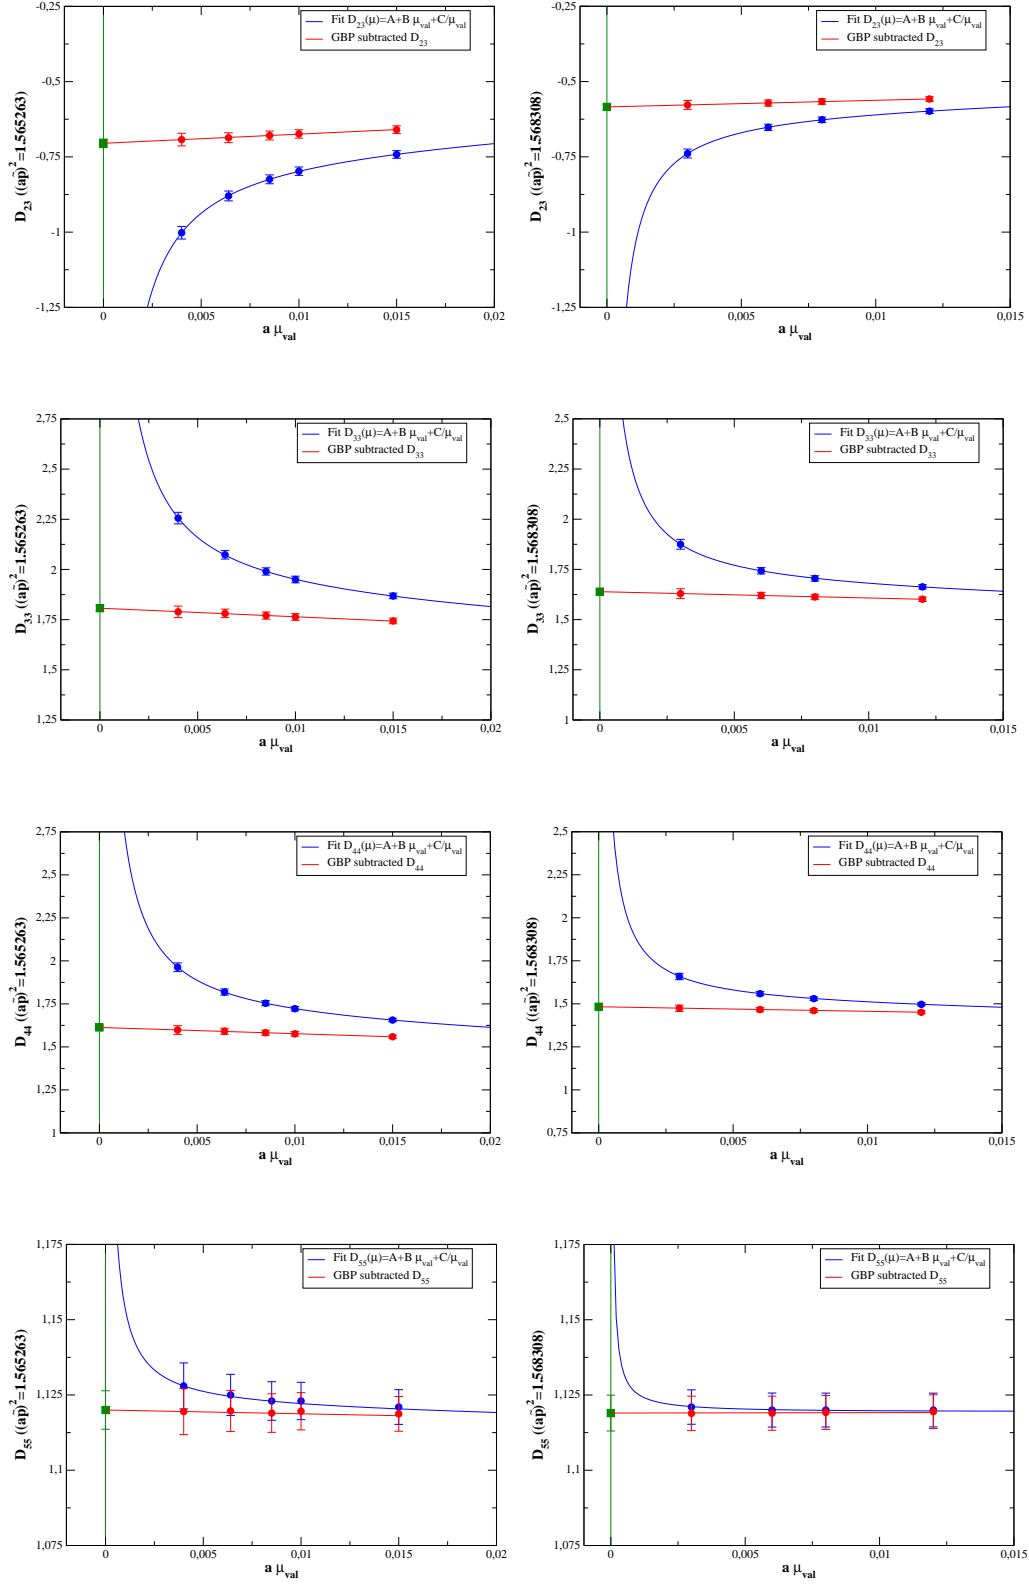 -0,25
-0,5
-0,75
-1
-1,25
0
0,005
0,01
0,015
0,02
a μval
D23 ((ap̃)²=1.565263)
Fit D23(μ)=A+B μval+C/μval
GBP subtracted D23
-0,25
-0,5
-0,75
-1
-1,25
0
0,005
0,01
0,015
a μval
D23 ((ap̃)²=1.568308)
Fit D23(μ)=A+B μval+C/μval
GBP subtracted D23
2,75
2,5
2,25
2
1,75
1,5
1,25
0
0,005
0,01
0,015
0,02
a μval
D33 ((ap̃)²=1.565263)
Fit D33(μ)=A+B μval+C/μval
GBP subtracted D33
2,5
2,25
2
1,75
1,5
1,25
1
0
0,005
0,01
0,015
a μval
D33 ((ap̃)²=1.568308)
Fit D33(μ)=A+B μval+C/μval
GBP subtracted D33
2,75
2,5
2,25
2
1,75
1,5
1,25
1
0
0,005
0,01
0,015
0,02
a μval
D44 ((ap̃)²=1.565263)
Fit D44(μ)=A+B μval+C/μval
GBP subtracted D44
2,5
2,25
2
1,75
1,5
1,25
1
0,75
0
0,005
0,01
0,015
a μval
D44 ((ap̃)²=1.568308)
Fit D44(μ)=A+B μval+C/μval
GBP subtracted D44
1,175
1,15
1,125
1,1
1,075
0
0,005
0,01
0,015
0,02
a μval
D55 ((ap̃)²=1.565263)
Fit D55(μ)=A+B μval+C/μval
GBP subtracted D55
1,175
1,15
1,125
1,1
1,075
0
0,005
0,01
0,015
a μval
D55 ((ap̃)²=1.568308)
Fit D55(μ)=A+B μval+C/μval
GBP subtracted D55